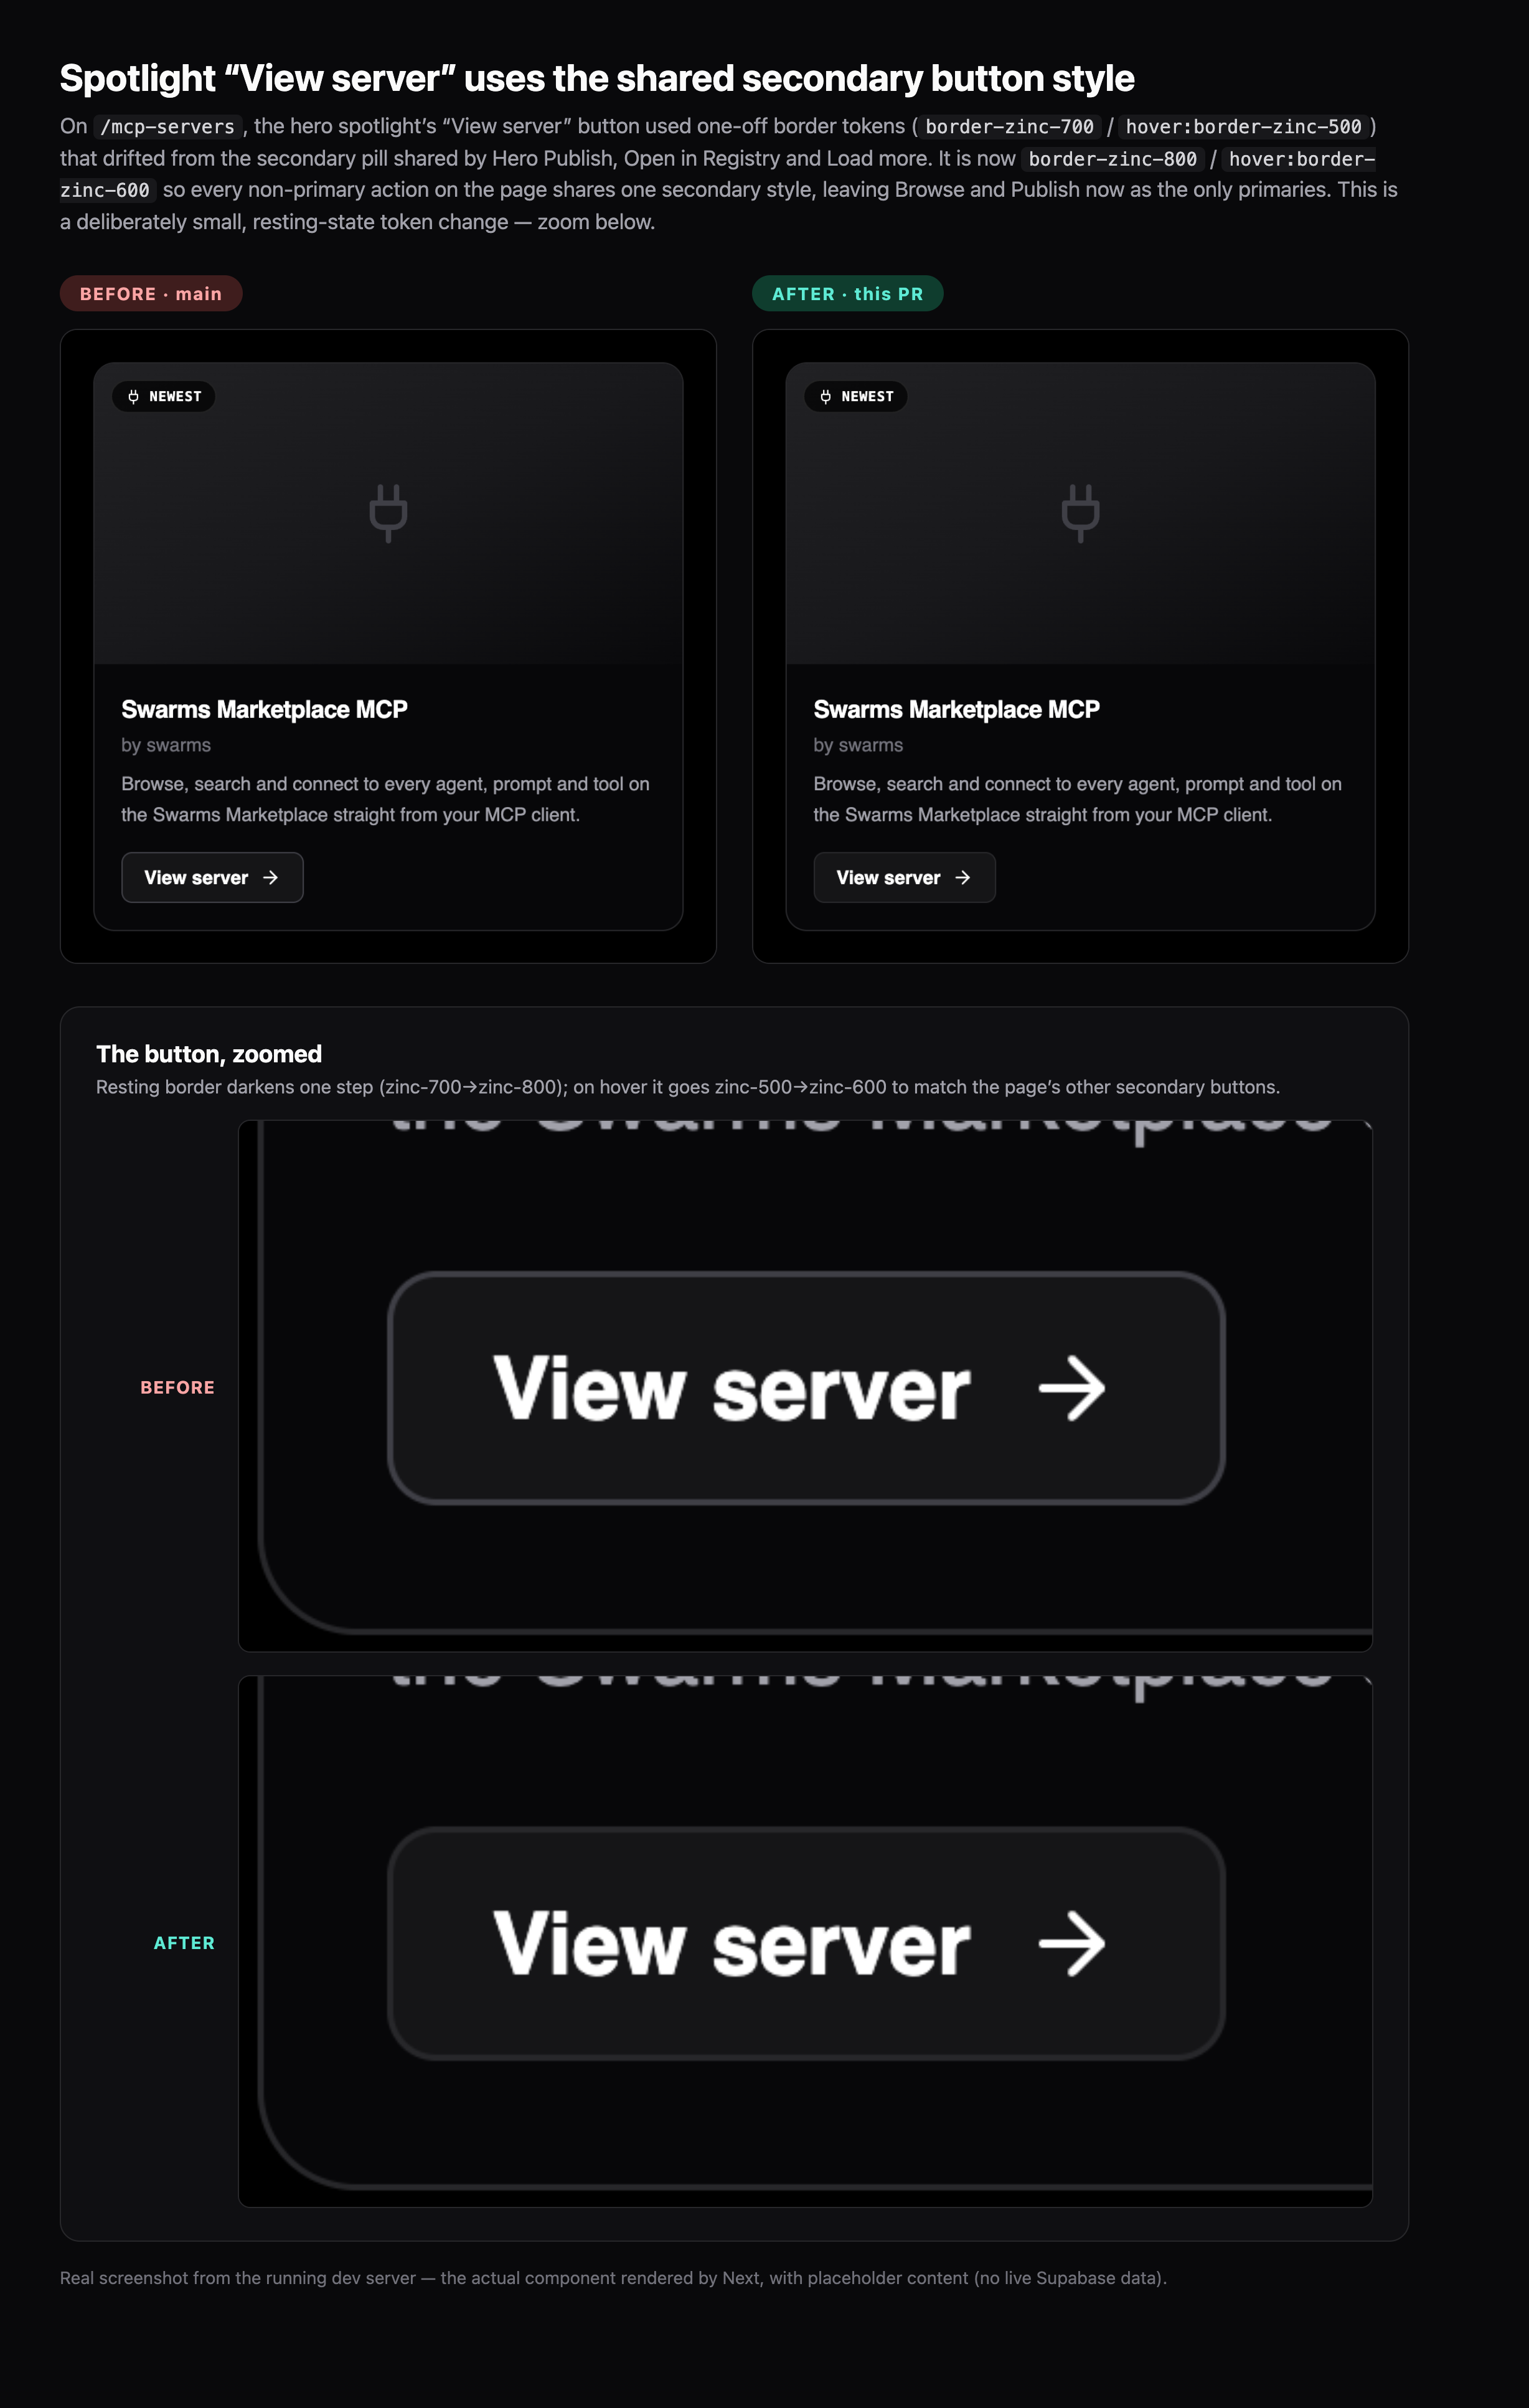 Spotlight “View server” uses the shared secondary button style
On /mcp-servers , the hero spotlight’s “View server” button used one-off border tokens ( border-zinc-700 / hover:border-zinc-500 )
that drifted from the secondary pill shared by Hero Publish, Open in Registry and Load more. It is now border-zinc-800 / hover:border-
zinc-600 so every non-primary action on the page shares one secondary style, leaving Browse and Publish now as the only primaries. This is
a deliberately small, resting-state token change — zoom below.
BEFORE · main
NEWEST
Swarms Marketplace MCP
by swarms
Browse, search and connect to every agent, prompt and tool on
the Swarms Marketplace straight from your MCP client.
View server →
AFTER · this PR
NEWEST
Swarms Marketplace MCP
by swarms
Browse, search and connect to every agent, prompt and tool on
the Swarms Marketplace straight from your MCP client.
View server →
The button, zoomed
Resting border darkens one step (zinc-700→zinc-800); on hover it goes zinc-500→zinc-600 to match the page’s other secondary buttons.
BEFORE
the Swarms Marketplace
View server →
AFTER
the Swarms Marketplace
View server →
Real screenshot from the running dev server — the actual component rendered by Next, with placeholder content (no live Supabase data).